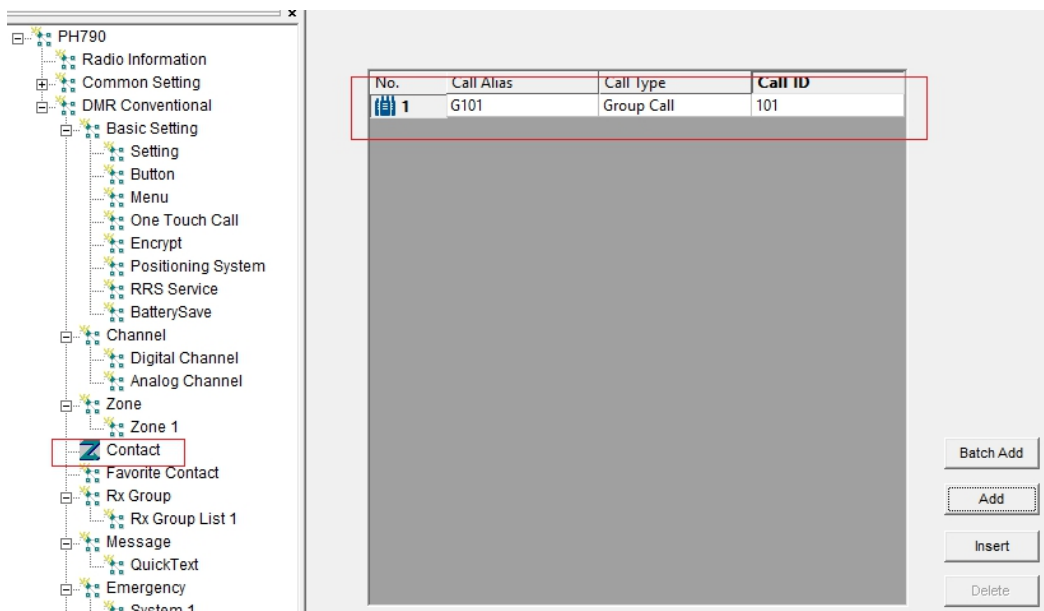 x
PH790
Radio Information
Common Setting
DMR Conventional
Basic Setting
Setting
Button
Menu
One Touch Call
Encrypt
Positioning System
RRS Service
BatterySave
Channel
Digital Channel
Analog Channel
Zone
Zone 1
Contact
Favorite Contact
Rx Group
Rx Group List 1
Message
QuickText
Emergency
System 1
No. Call Alias Call Type Call ID
1 G101 Group Call 101
Batch Add
Add
Insert
Delete